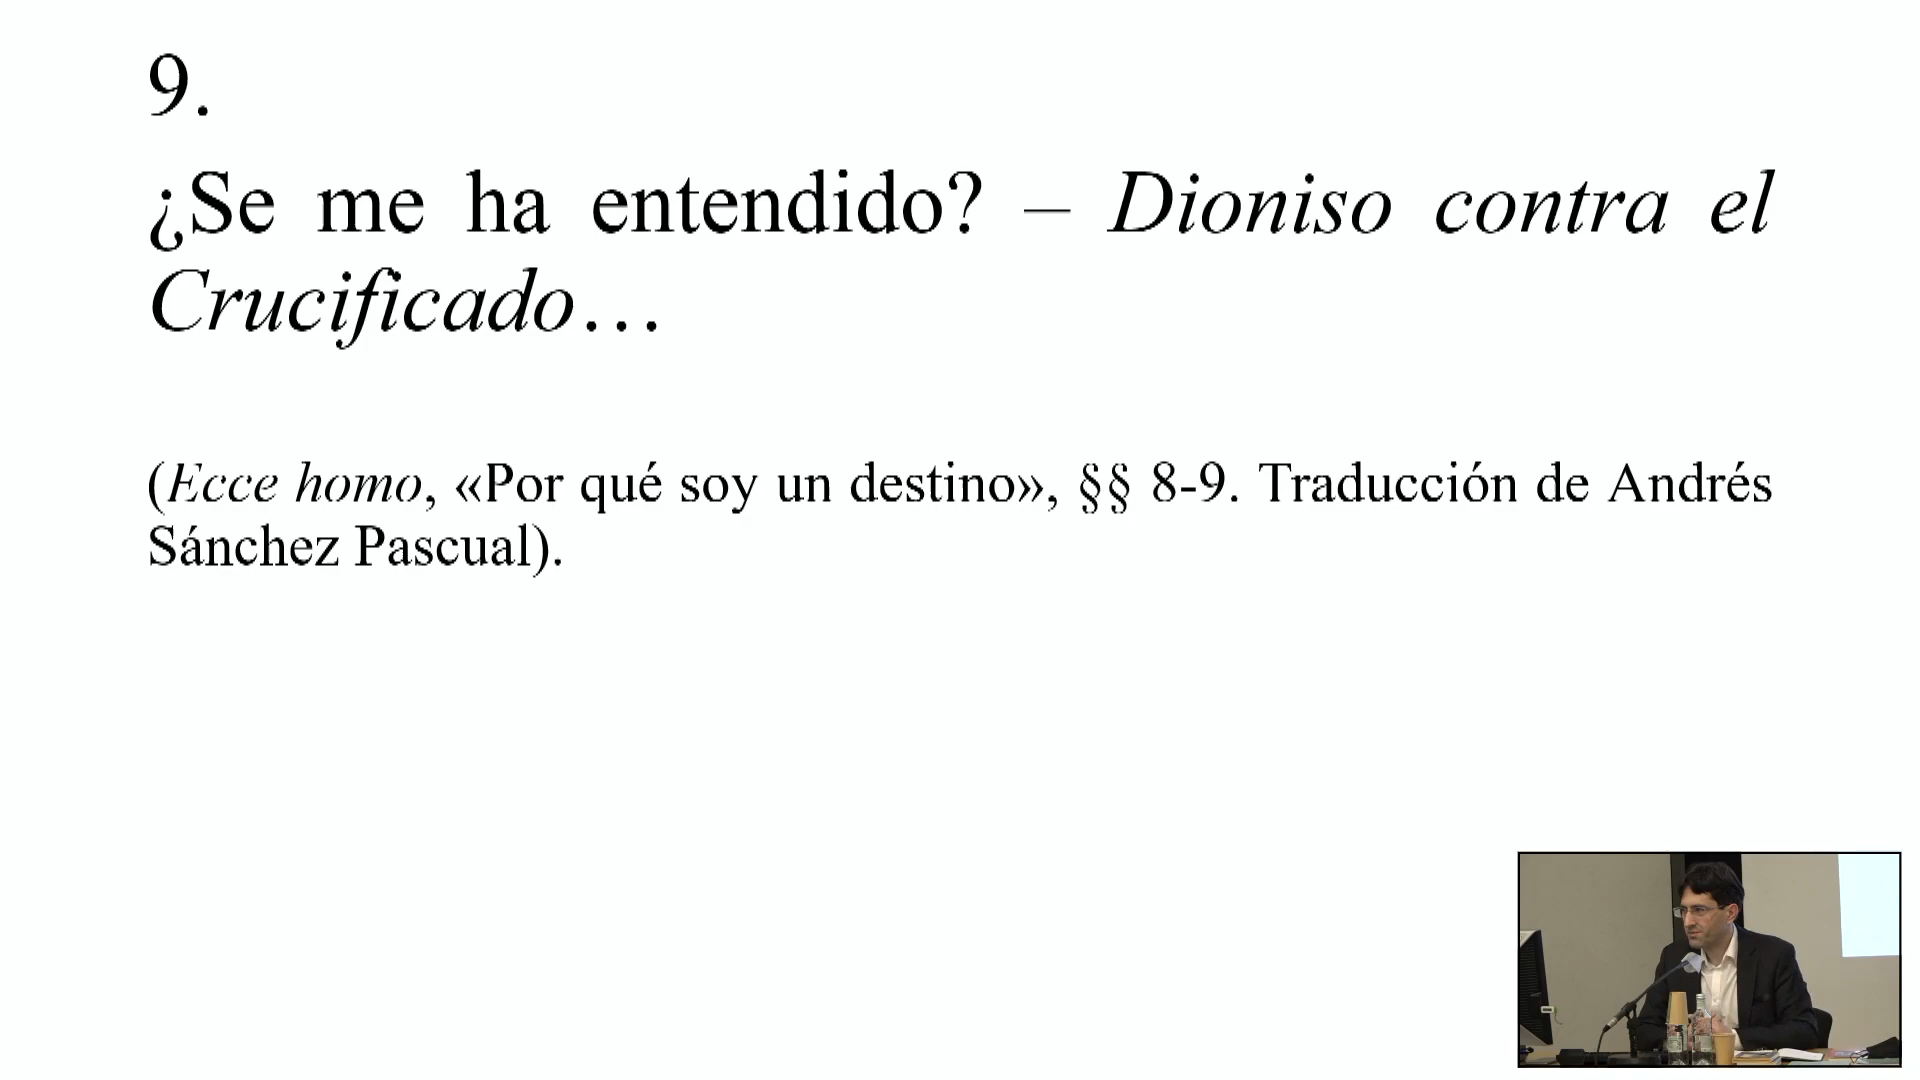 9.
¿Se me ha entendido? – Dioniso contra el
Crucificado…
(Ecce homo, «Por qué soy un destino», §§ 8-9. Traducción de Andrés
Sánchez Pascual).